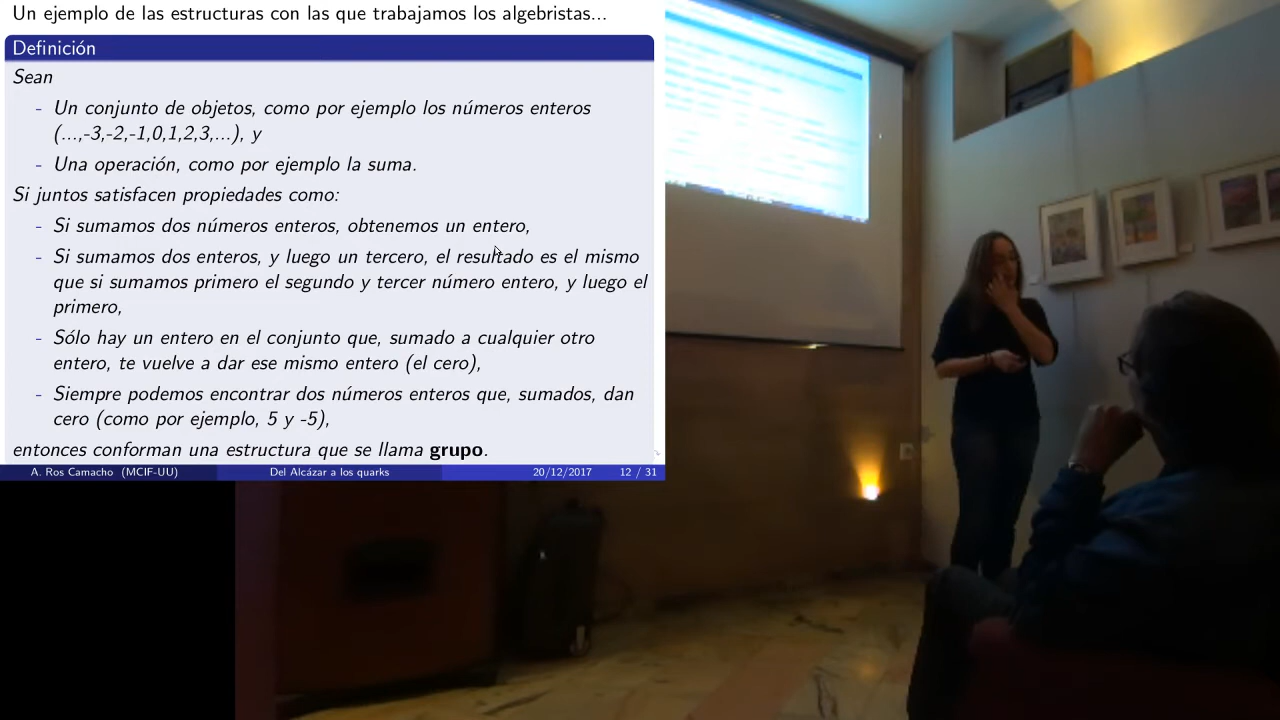 Un ejemplo de las estructuras con las que trabajamos los algebristas...
Definición
Sean
- Un conjunto de objetos, como por ejemplo los números enteros
(...,-3,-2,-1,0,1,2,3,...), y
- Una operación, como por ejemplo la suma.
Si juntos satisfacen propiedades como:
- Si sumamos dos números enteros, obtenemos un entero,
- Si sumamos dos enteros, y luego un tercero, el resultado es el mismo
que si sumamos primero el segundo y tercer número entero, y luego el
primero,
- Sólo hay un entero en el conjunto que, sumado a cualquier otro
entero, te vuelve a dar ese mismo entero (el cero),
- Siempre podemos encontrar dos números enteros que, sumados, dan
cero (como por ejemplo, 5 y -5),
entonces conforman una estructura que se llama grupo.
A. Ros Camacho (MCIF-UU) Del Alcázar a los quarks 20/12/2017 12 / 31